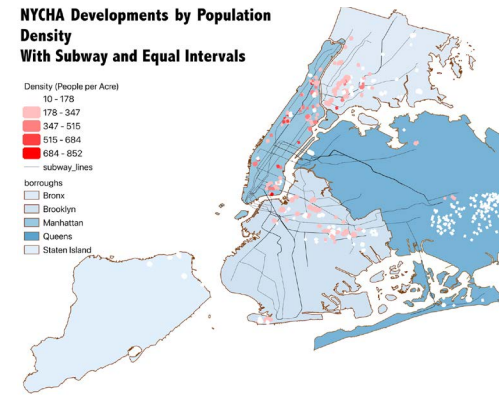 NYCHA Developments by Population
Density
With Subway and Equal Intervals
Density (People per Acre)
10 - 178
178 - 347
347 - 515
515 - 684
684 - 852
subway_lines
boroughs
Bronx
Brooklyn
Manhattan
Queens
Staten Island